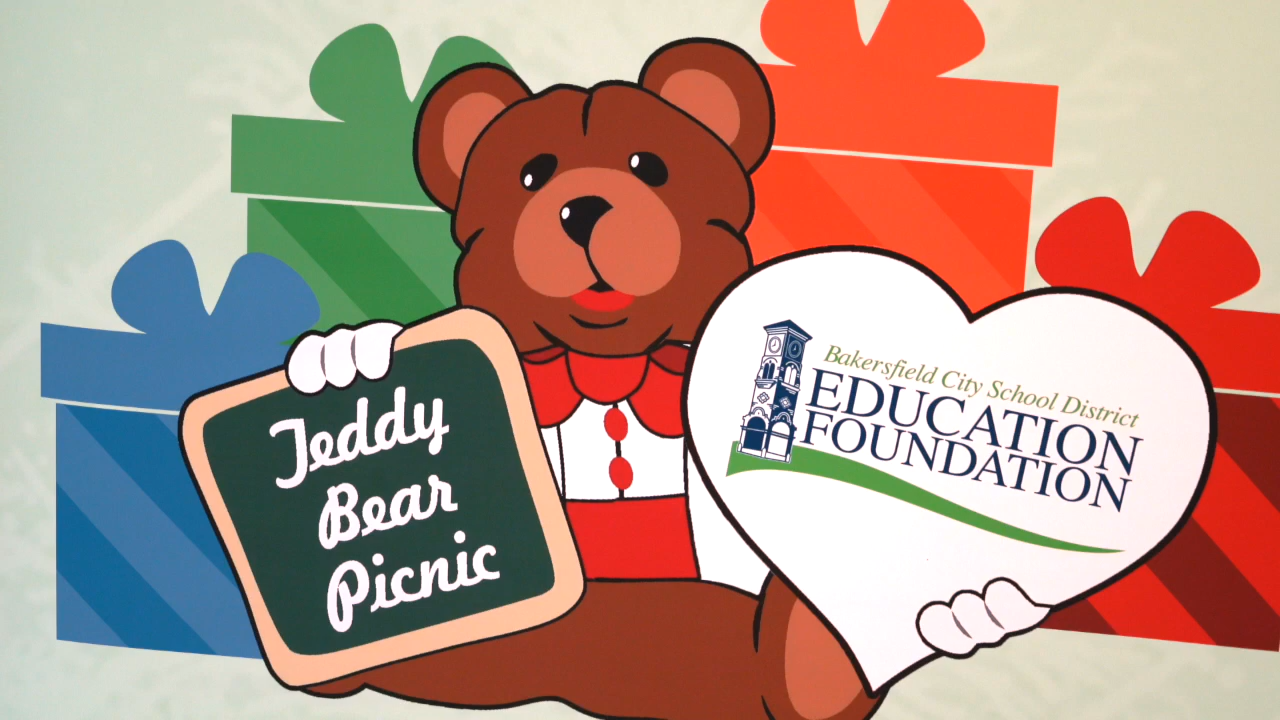 Teddy
Bear
Picnic
Bakersfield City School District
EDUCATION
FOUNDATION